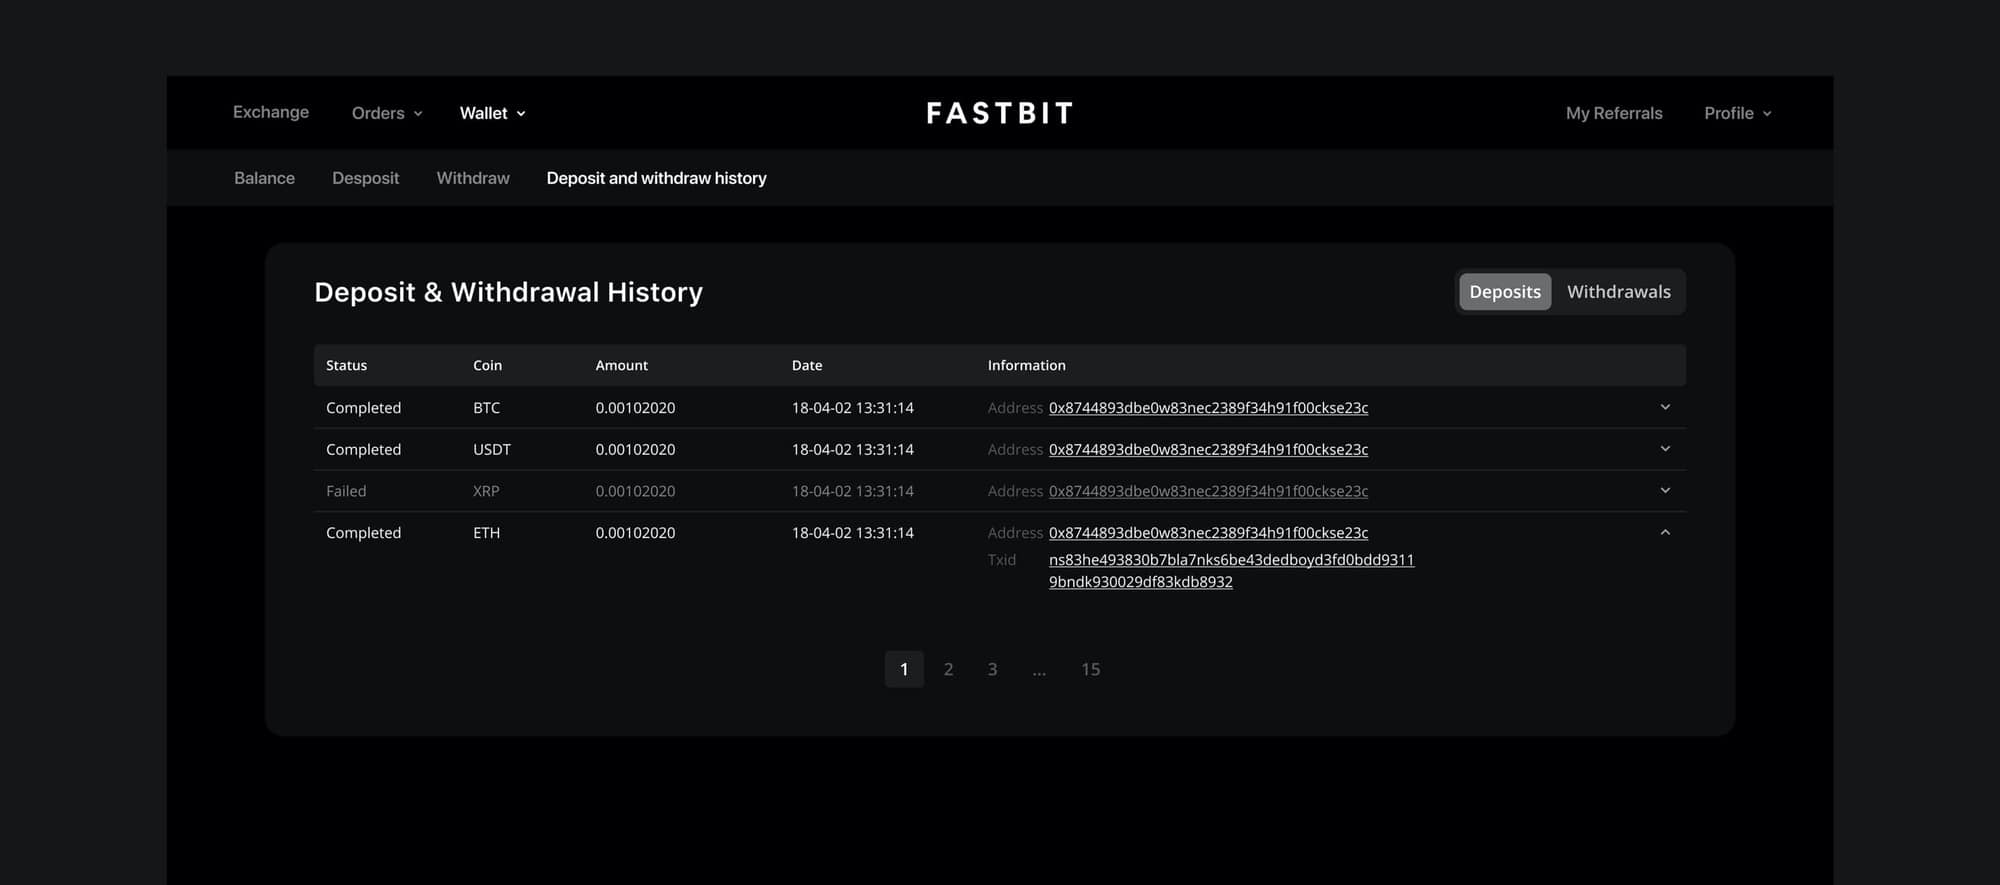 Exchange Orders Wallet FASTBIT My Referrals Profile
Balance Desposit Withdraw Deposit and withdraw history
Deposit & Withdrawal History Deposits Withdrawals
Status Coin Amount Date Information
Completed BTC 0.00102020 18-04-02 13:31:14 Address 0x8744893dbe0w83nec2389f34h91f00ckse23c
Completed USDT 0.00102020 18-04-02 13:31:14 Address 0x8744893dbe0w83nec2389f34h91f00ckse23c
Failed XRP 0.00102020 18-04-02 13:31:14 Address 0x8744893dbe0w83nec2389f34h91f00ckse23c
Completed ETH 0.00102020 18-04-02 13:31:14 Address 0x8744893dbe0w83nec2389f34h91f00ckse23c
Txid ns83he493830b7bla7nks6be43dedboyd3fd0bdd9311
9bndk930029df83kdb8932
1 2 3 ... 15